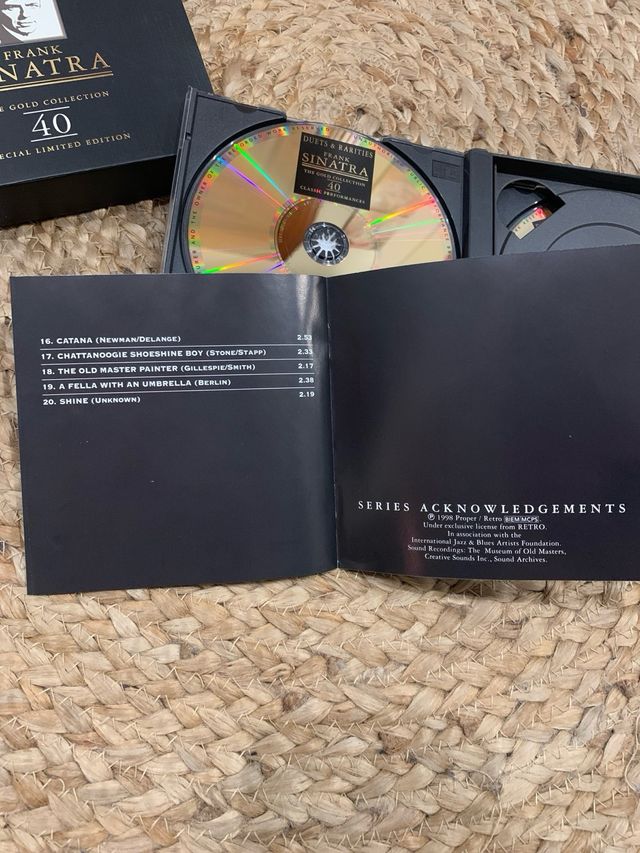 FRANK
SINATRA
THE GOLD COLLECTION
40
SPECIAL LIMITED EDITION
DUETS & RARITIES
FRANK
SINATRA
THE GOLD COLLECTION
40
CLASSIC PERFORMANCES
16. CATANA (NEWMAN/DELANGE) 2.53
17. CHATTANOOGIE SHOESHINE BOY (STONE/STAPP) 2.33
18. THE OLD MASTER PAINTER (GILLESPIE/SMITH) 2.17
19. A FELLA WITH AN UMBRELLA (BERLIN) 2.38
20. SHINE (UNKNOWN) 2.19
SERIES ACKNOWLEDGEMENTS
℗ 1998 Proper / Retro BIEM/MCPS.
Under exclusive license from RETRO.
In association with the
International Jazz & Blues Artists Foundation.
Sound Recordings: The Museum of Old Masters,
Creative Sounds Inc., Sound Archives.